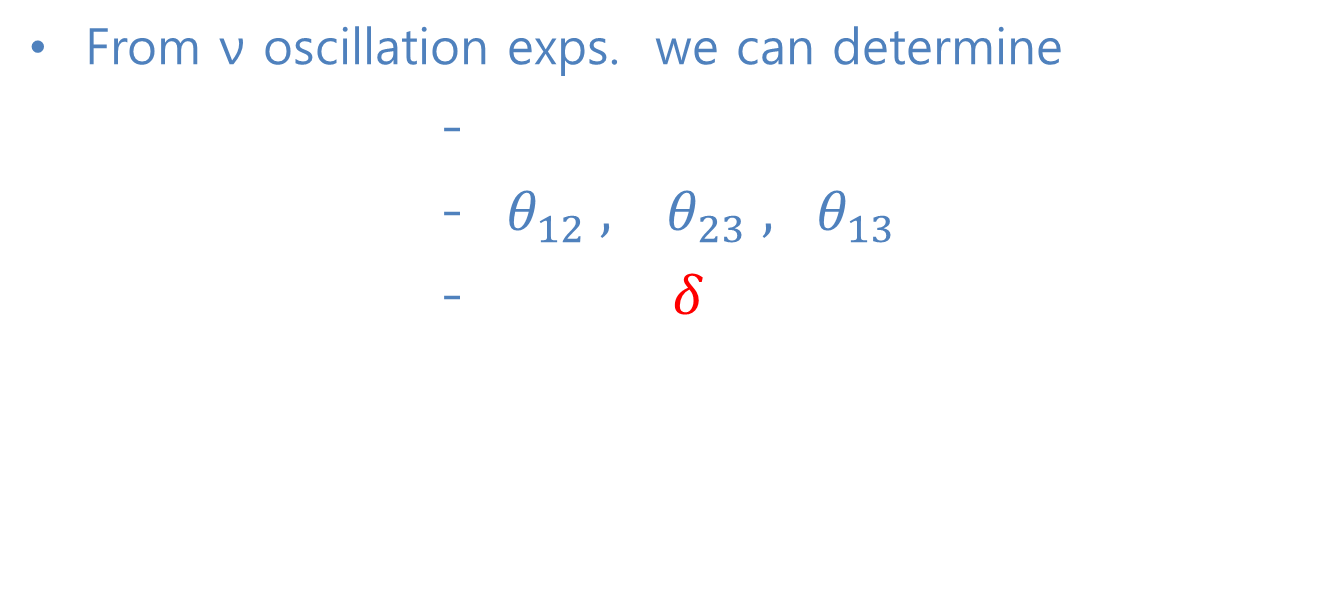 • From ν oscillation exps. we can determine
-
- θ₁₂ , θ₂₃ , θ₁₃
- δ